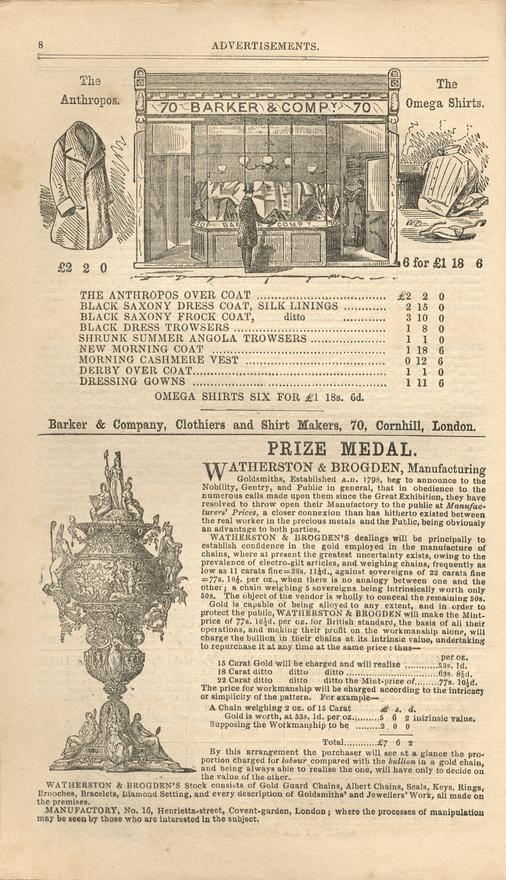 8
ADVERTISEMENTS.
The
Anthropos.
£2 2 0
70 BARKER & COMPY. 70
The
Omega Shirts.
6 for £1 18 6
THE ANTHROPOS OVER COAT ........ £2 2 0
BLACK SAXONY DRESS COAT, SILK LININGS ........ 2 15 0
BLACK SAXONY FROCK COAT, ditto ........ 3 10 0
BLACK DRESS TROWSERS ........ 1 8 0
SHRUNK SUMMER ANGOLA TROWSERS ........ 1 1 0
NEW MORNING COAT ........ 1 18 6
MORNING CASHMERE VEST ........ 0 12 6
DERBY OVER COAT ........ 1 1 0
DRESSING GOWNS ........ 1 11 6
OMEGA SHIRTS SIX FOR £1 18s. 6d.
Barker & Company, Clothiers and Shirt Makers, 70, Cornhill, London.
PRIZE MEDAL.
WATHERSTON & BROGDEN, Manufacturing
Goldsmiths, Established A.D. 1798, beg to announce to the
Nobility, Gentry, and Public in general, that in obedience to the
numerous calls made upon them since the Great Exhibition, they have
resolved to throw open their Manufactory to the public at Manufac-
turers' Prices, a closer connexion than has hitherto existed between
the real worker in the precious metals and the Public, being obviously
an advantage to both parties.
WATHERSTON & BROGDEN'S dealings will be principally to
establish confidence in the gold employed in the manufacture of
chains, where at present the greatest uncertainty exists, owing to the
prevalence of electro-gilt articles, and weighing chains, frequently as
low as 11 carats fine=38s. 11¼d., against sovereigns of 22 carats fine
=77s. 10½. per oz., when there is no analogy between one and the
other; a chain weighing 5 sovereigns being intrinsically worth only
50s. The object of the vendor is wholly to conceal the remaining 50s.
Gold is capable of being alloyed to any extent, and in order to
protect the public, WATHERSTON & BROGDEN will make the Mint-
price of 77s. 10½d., per oz. for British standard, the basis of all their
operations, and making their profit on the workmanship alone, will
charge the bullion in their chains at its intrinsic value, undertaking
to repurchase it any time at the same price: thus—
per oz.
15 Carat Gold will be charged and will realise ........ 53s. 1d.
18 Carat ditto ditto ditto ........ 63s. 8½d.
22 Carat ditto ditto the Mint-price of ........ 77s. 10½d.
The price for workmanship will be charged according to the intricacy
or simplicity of the pattern. For example—
A Chain weighing 2 oz. of 15 Carat £ s. d.
Gold is worth, at 53s. 1d. per oz. ........ 5 6 2 intrinsic value.
Supposing the Workmanship to be ........ 2 0 0
Total ........ £7 6 2
By this arrangement the purchaser will see at a glance the pro-
portion charged for labour compared with the bullion in a gold chain,
and being always able to realise the one, will have only to decide on
the value of the other.
WATHERSTON & BROGDEN'S Stock consists of Gold Guard Chains, Albert Chains, Seals, Keys, Rings,
Brooches, Bracelets, Diamond Setting, and every description of Goldsmiths' and Jewellers' Work, all made on
the premises.
MANUFACTORY, No. 16, Henrietta-street, Covent-garden, London; where the processes of manipulation
may be seen by those who are interested in the subject.